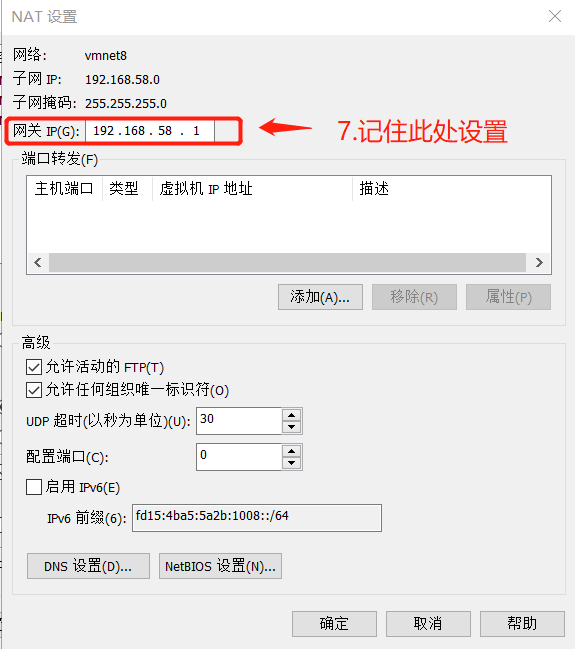 NAT 设置
网络: vmnet8
子网 IP: 192.168.58.0
子网掩码: 255.255.255.0
网关 IP(G): 192.168.58 . 1
7.记住此处设置
端口转发(F)
主机端口 类型 虚拟机 IP 地址 描述
添加(A)... 移除(R) 属性(P)
高级
允许活动的 FTP(T)
允许任何组织唯一标识符(O)
UDP 超时(以秒为单位)(U): 30
配置端口(C): 0
启用 IPv6(E)
IPv6 前缀(6): fd15:4ba5:5a2b:1008::/64
DNS 设置(D)... NetBIOS 设置(N)...
确定 取消 帮助